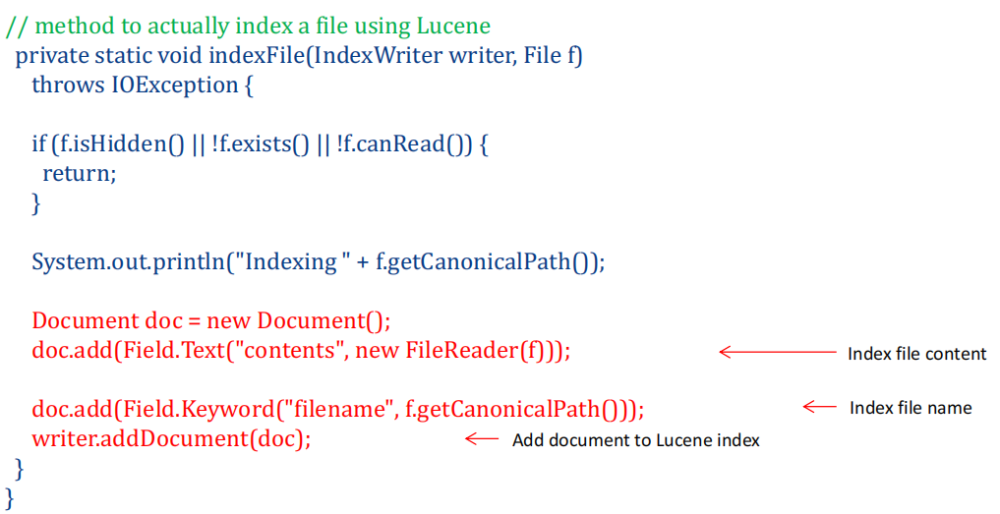 // method to actually index a file using Lucene
private static void indexFile(IndexWriter writer, File f)
throws IOException {
if (f.isHidden() || !f.exists() || !f.canRead()) {
return;
}
System.out.println("Indexing " + f.getCanonicalPath());
Document doc = new Document();
doc.add(Field.Text("contents", new FileReader(f)));
Index file content
doc.add(Field.Keyword("filename", f.getCanonicalPath()));
Index file name
writer.addDocument(doc);
Add document to Lucene index
}
}